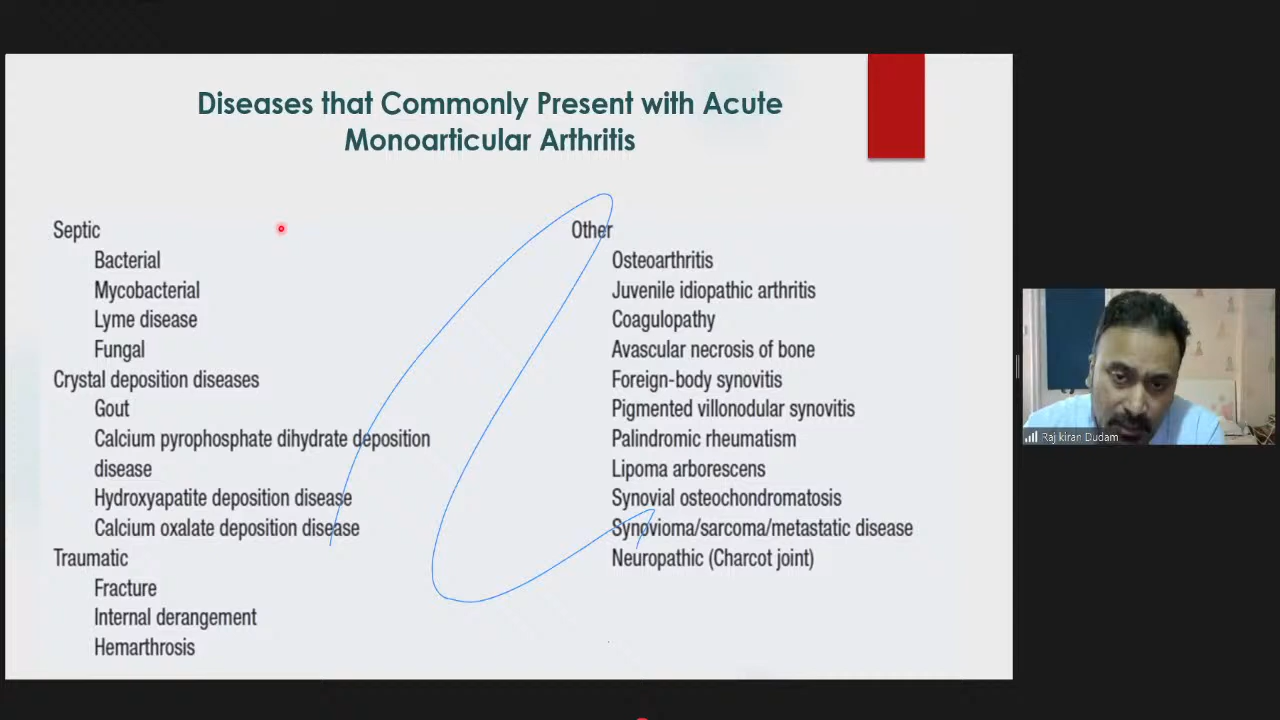 Diseases that Commonly Present with Acute
Monoarticular Arthritis
Septic
Bacterial
Mycobacterial
Lyme disease
Fungal
Crystal deposition diseases
Gout
Calcium pyrophosphate dihydrate deposition
disease
Hydroxyapatite deposition disease
Calcium oxalate deposition disease
Traumatic
Fracture
Internal derangement
Hemarthrosis
Other
Osteoarthritis
Juvenile idiopathic arthritis
Coagulopathy
Avascular necrosis of bone
Foreign-body synovitis
Pigmented villonodular synovitis
Palindromic rheumatism
Lipoma arborescens
Synovial osteochondromatosis
Synovioma/sarcoma/metastatic disease
Neuropathic (Charcot joint)
Raj kiran Dudam